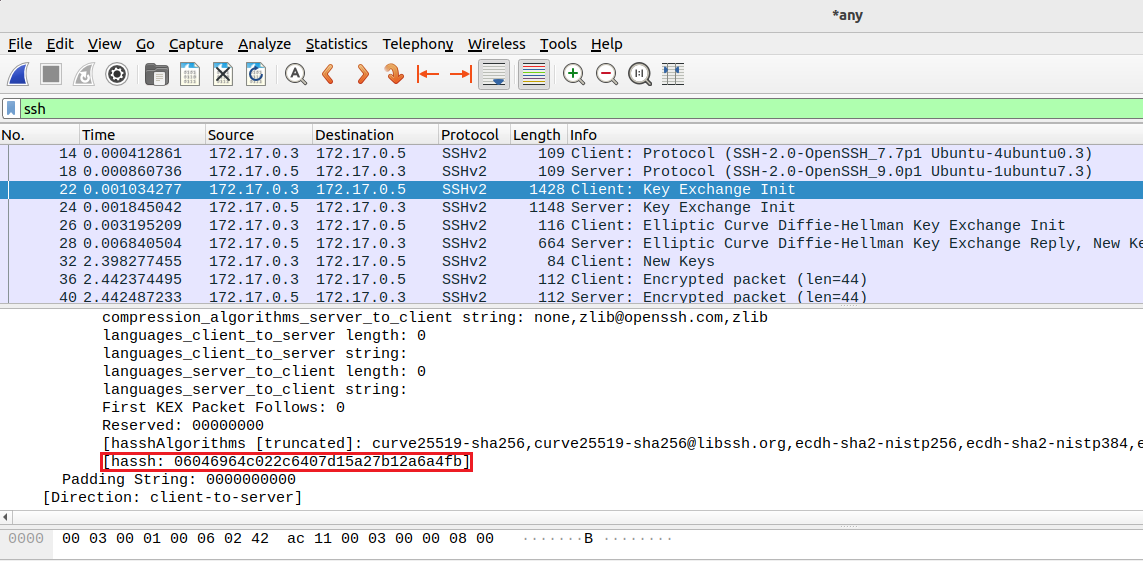 *any
File Edit View Go Capture Analyze Statistics Telephony Wireless Tools Help
ssh
No. Time Source Destination Protocol Length Info
14 0.000412861 172.17.0.3 172.17.0.5 SSHv2 109 Client: Protocol (SSH-2.0-OpenSSH_7.7p1 Ubuntu-4ubuntu0.3)
18 0.000860736 172.17.0.5 172.17.0.3 SSHv2 109 Server: Protocol (SSH-2.0-OpenSSH_9.0p1 Ubuntu-1ubuntu7.3)
22 0.001034277 172.17.0.3 172.17.0.5 SSHv2 1428 Client: Key Exchange Init
24 0.001845042 172.17.0.5 172.17.0.3 SSHv2 1148 Server: Key Exchange Init
26 0.003195209 172.17.0.3 172.17.0.5 SSHv2 116 Client: Elliptic Curve Diffie-Hellman Key Exchange Init
28 0.006840504 172.17.0.5 172.17.0.3 SSHv2 664 Server: Elliptic Curve Diffie-Hellman Key Exchange Reply, New Ke
32 2.398277455 172.17.0.3 172.17.0.5 SSHv2 84 Client: New Keys
36 2.442374495 172.17.0.3 172.17.0.5 SSHv2 112 Client: Encrypted packet (len=44)
40 2.442487233 172.17.0.5 172.17.0.3 SSHv2 112 Server: Encrypted packet (len=44)
compression_algorithms_server_to_client string: none,zlib@openssh.com,zlib
languages_client_to_server length: 0
languages_client_to_server string:
languages_server_to_client length: 0
languages_server_to_client string:
First KEX Packet Follows: 0
Reserved: 00000000
[hasshAlgorithms [truncated]: curve25519-sha256,curve25519-sha256@libssh.org,ecdh-sha2-nistp256,ecdh-sha2-nistp384,e
[hassh: 06046964c022c6407d15a27b12a6a4fb]
Padding String: 0000000000
[Direction: client-to-server]
0000 00 03 00 01 00 06 02 42 ac 11 00 03 00 00 08 00 ·······B ········